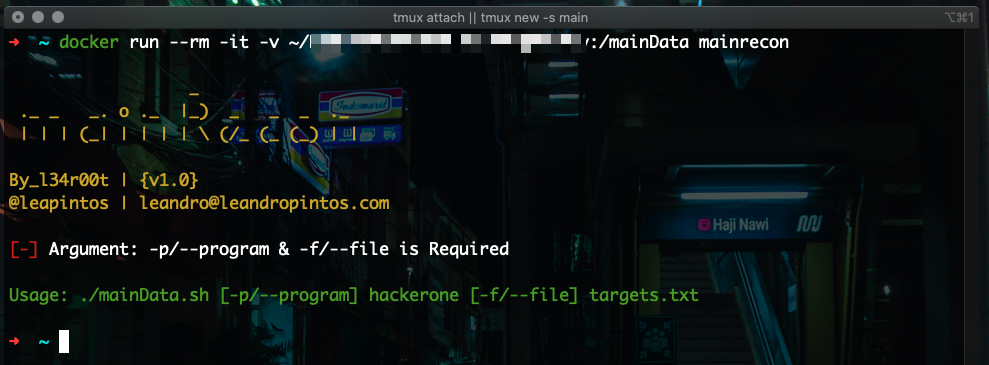 tmux attach || tmux new -s main
⌥⌘1
➜ ~ docker run --rm -it -v ~/ :/mainData mainrecon
mainRecon
By_l34r00t | {v1.0}
@leapintos | leandro@leandropintos.com
[-] Argument: -p/--program & -f/--file is Required
Usage: ./mainData.sh [-p/--program] hackerone [-f/--file] targets.txt
➜ ~
Indomaret
Haji Nawi